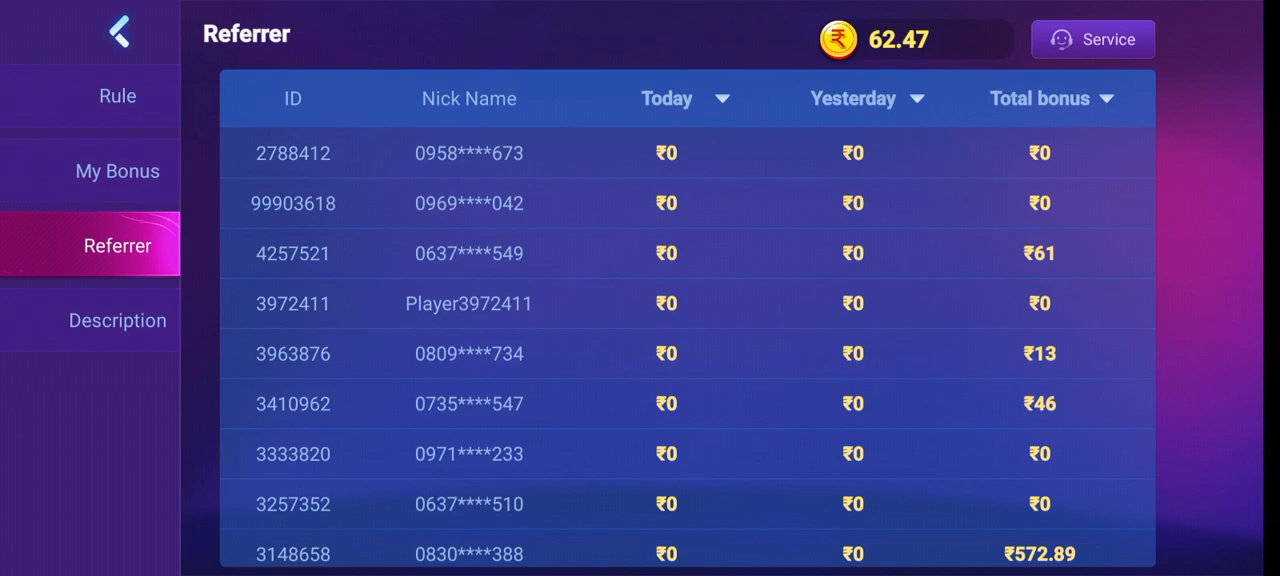 Referrer
62.47
Service
Rule
My Bonus
Referrer
Description
ID Nick Name Today Yesterday Total bonus
2788412 0958****673 ₹0 ₹0 ₹0
99903618 0969****042 ₹0 ₹0 ₹0
4257521 0637****549 ₹0 ₹0 ₹61
3972411 Player3972411 ₹0 ₹0 ₹0
3963876 0809****734 ₹0 ₹0 ₹13
3410962 0735****547 ₹0 ₹0 ₹46
3333820 0971****233 ₹0 ₹0 ₹0
3257352 0637****510 ₹0 ₹0 ₹0
3148658 0830****388 ₹0 ₹0 ₹572.89